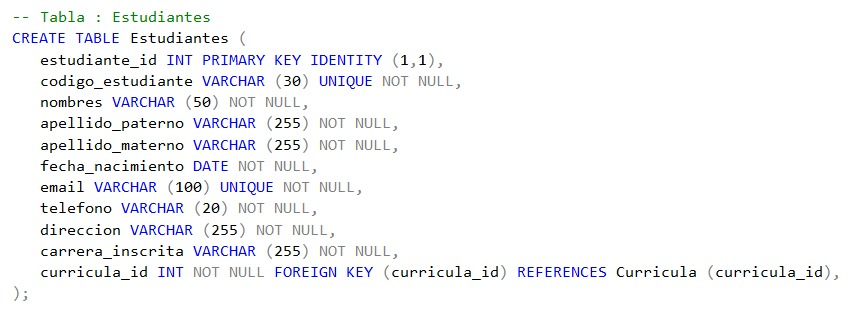 -- Tabla : Estudiantes
CREATE TABLE Estudiantes (
estudiante_id INT PRIMARY KEY IDENTITY (1,1),
codigo_estudiante VARCHAR (30) UNIQUE NOT NULL,
nombres VARCHAR (50) NOT NULL,
apellido_paterno VARCHAR (255) NOT NULL,
apellido_materno VARCHAR (255) NOT NULL,
fecha_nacimiento DATE NOT NULL,
email VARCHAR (100) UNIQUE NOT NULL,
telefono VARCHAR (20) NOT NULL,
direccion VARCHAR (255) NOT NULL,
carrera_inscrita VARCHAR (255) NOT NULL,
curricula_id INT NOT NULL FOREIGN KEY (curricula_id) REFERENCES Curricula (curricula_id),
);